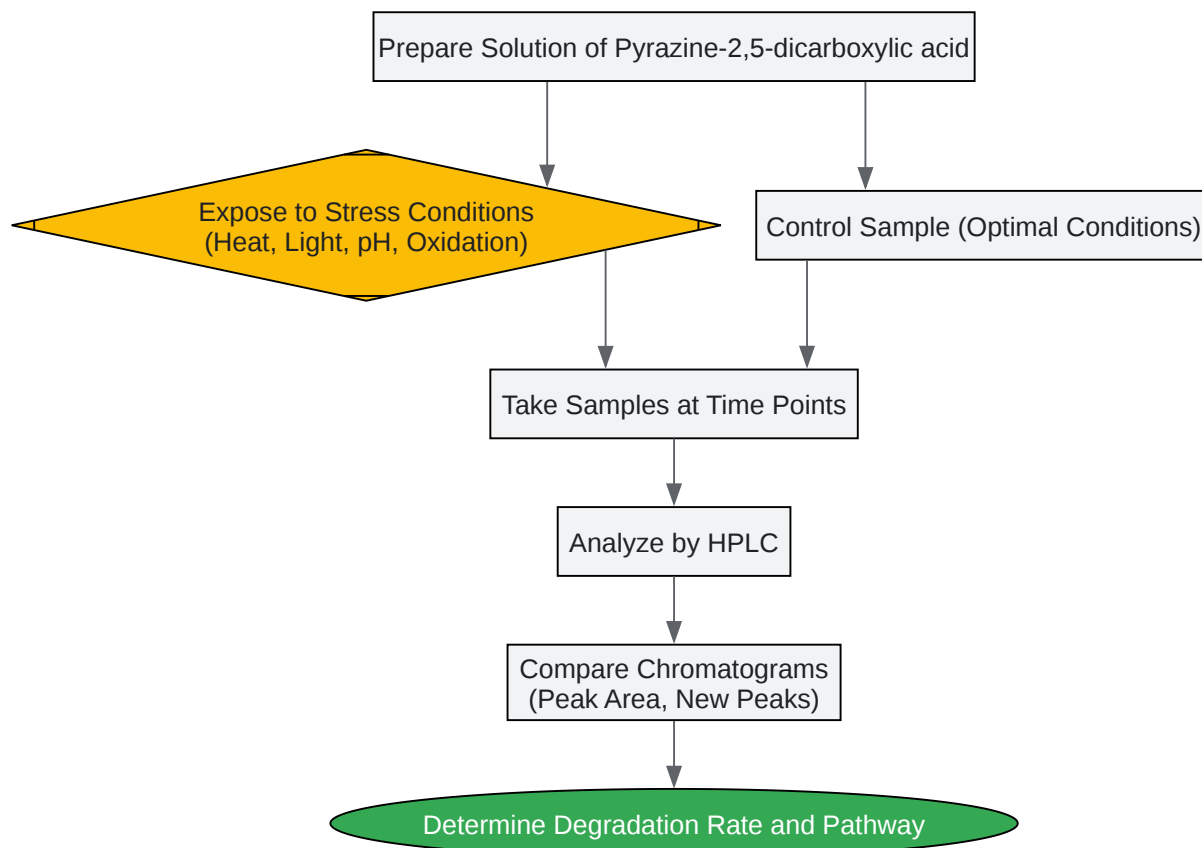 Prepare Solution of Pyrazine-2,5-dicarboxylic acid
Expose to Stress Conditions
(Heat, Light, pH, Oxidation)
Control Sample (Optimal Conditions)
Take Samples at Time Points
Analyze by HPLC
Compare Chromatograms
(Peak Area, New Peaks)
Determine Degradation Rate and Pathway